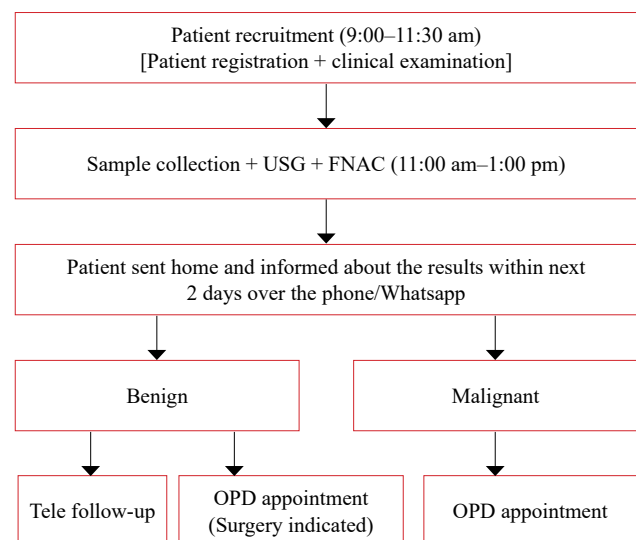 Patient recruitment (9:00–11:30 am)
[Patient registration + clinical examination]
Sample collection + USG + FNAC (11:00 am–1:00 pm)
Patient sent home and informed about the results within next
2 days over the phone/Whatsapp
Benign
Malignant
Tele follow-up
OPD appointment
(Surgery indicated)
OPD appointment